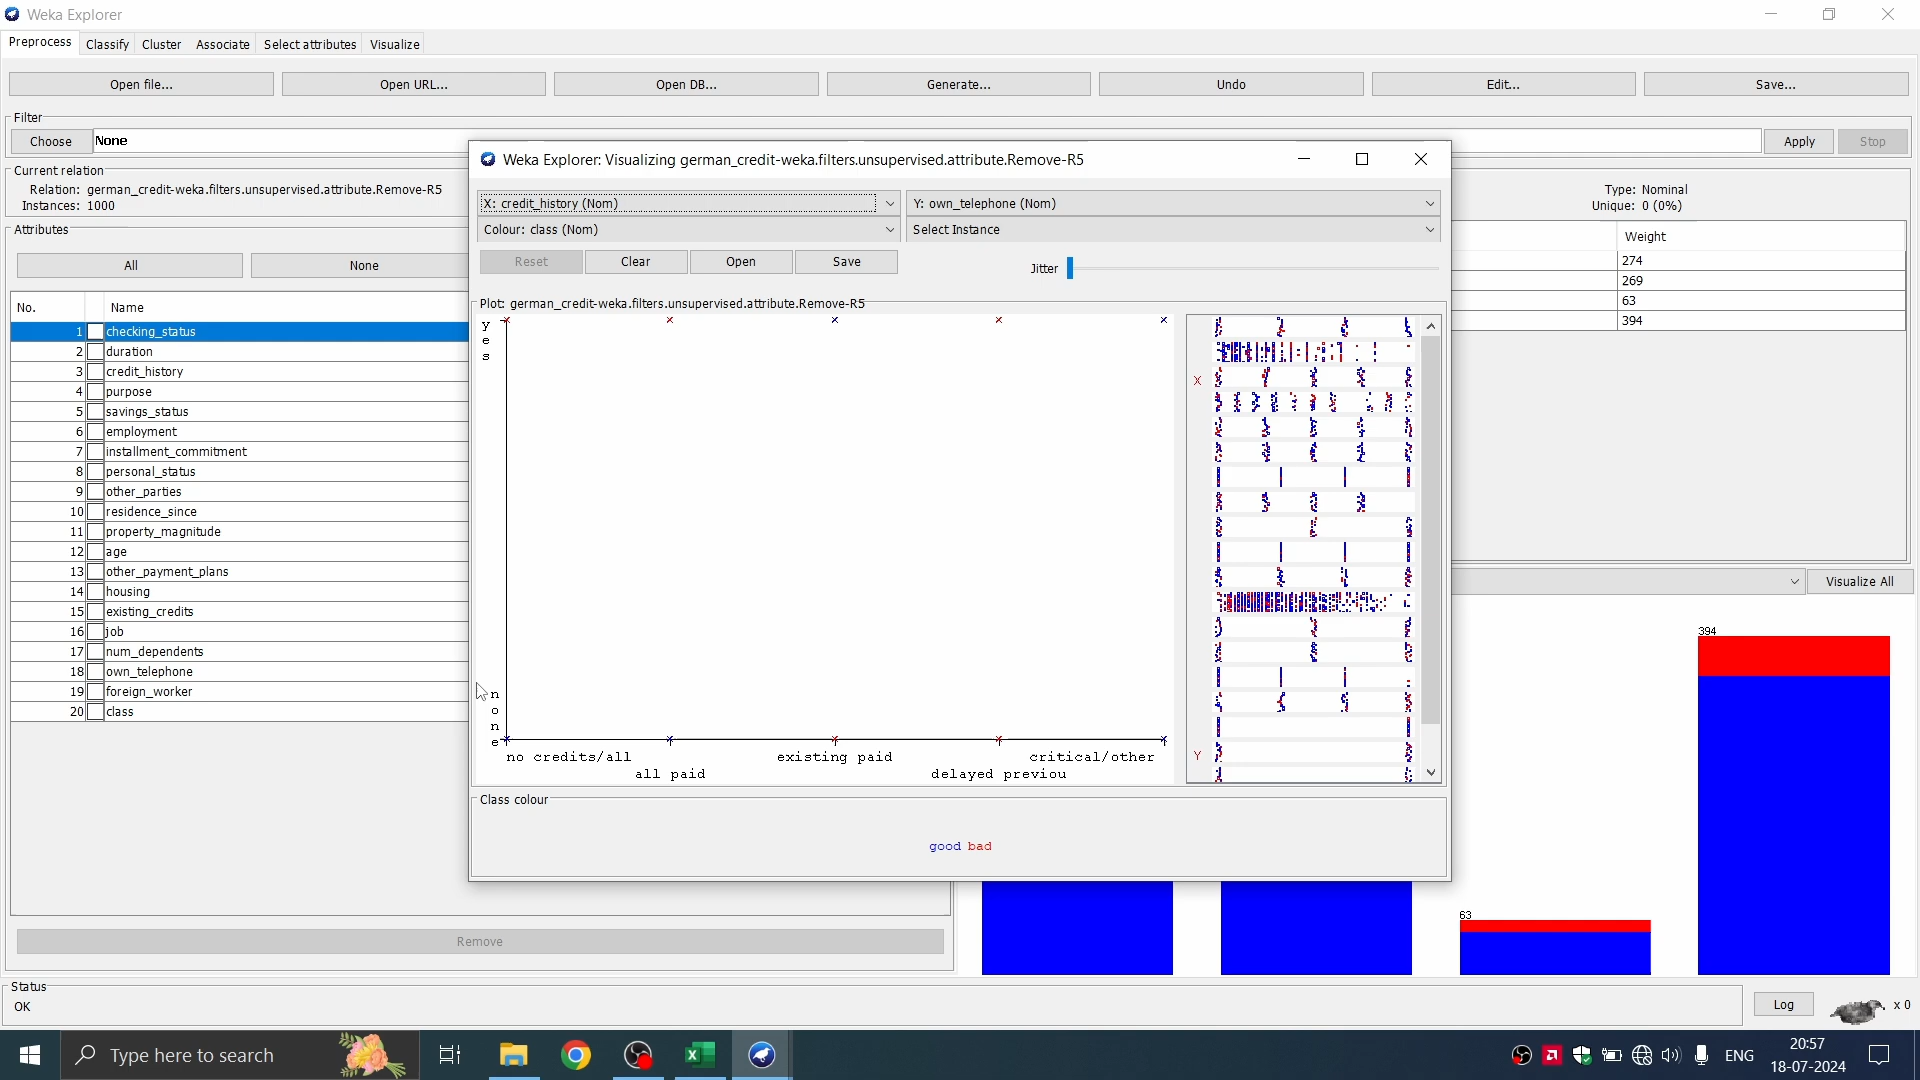 Weka Explorer
Preprocess Classify Cluster Associate Select attributes Visualize
Open file... Open URL... Open DB... Generate... Undo Edit... Save...
Filter
Choose None Apply Stop
Current relation
Relation: german_credit-weka.filters.unsupervised.attribute.Remove-R5
Instances: 1000
Attributes
All None
No. Name
1 checking_status
2 duration
3 credit_history
4 purpose
5 savings_status
6 employment
7 installment_commitment
8 personal_status
9 other_parties
10 residence_since
11 property_magnitude
12 age
13 other_payment_plans
14 housing
15 existing_credits
16 job
17 num_dependents
18 own_telephone
19 foreign_worker
20 class
Remove
Weka Explorer: Visualizing german_credit-weka.filters.unsupervised.attribute.Remove-R5
X: credit_history (Nom) Y: own_telephone (Nom)
Colour: class (Nom) Select Instance
Reset Clear Open Save Jitter
Plot: german_credit-weka.filters.unsupervised.attribute.Remove-R5
yes
none
no credits/all existing paid critical/other
all paid delayed previou
X
Y
Class colour
good bad
Type: Nominal
Unique: 0 (0%)
Weight
274
269
63
394
Visualize All
394
63
Status
OK
Log x 0
Type here to search
ENG
20:57
18-07-2024